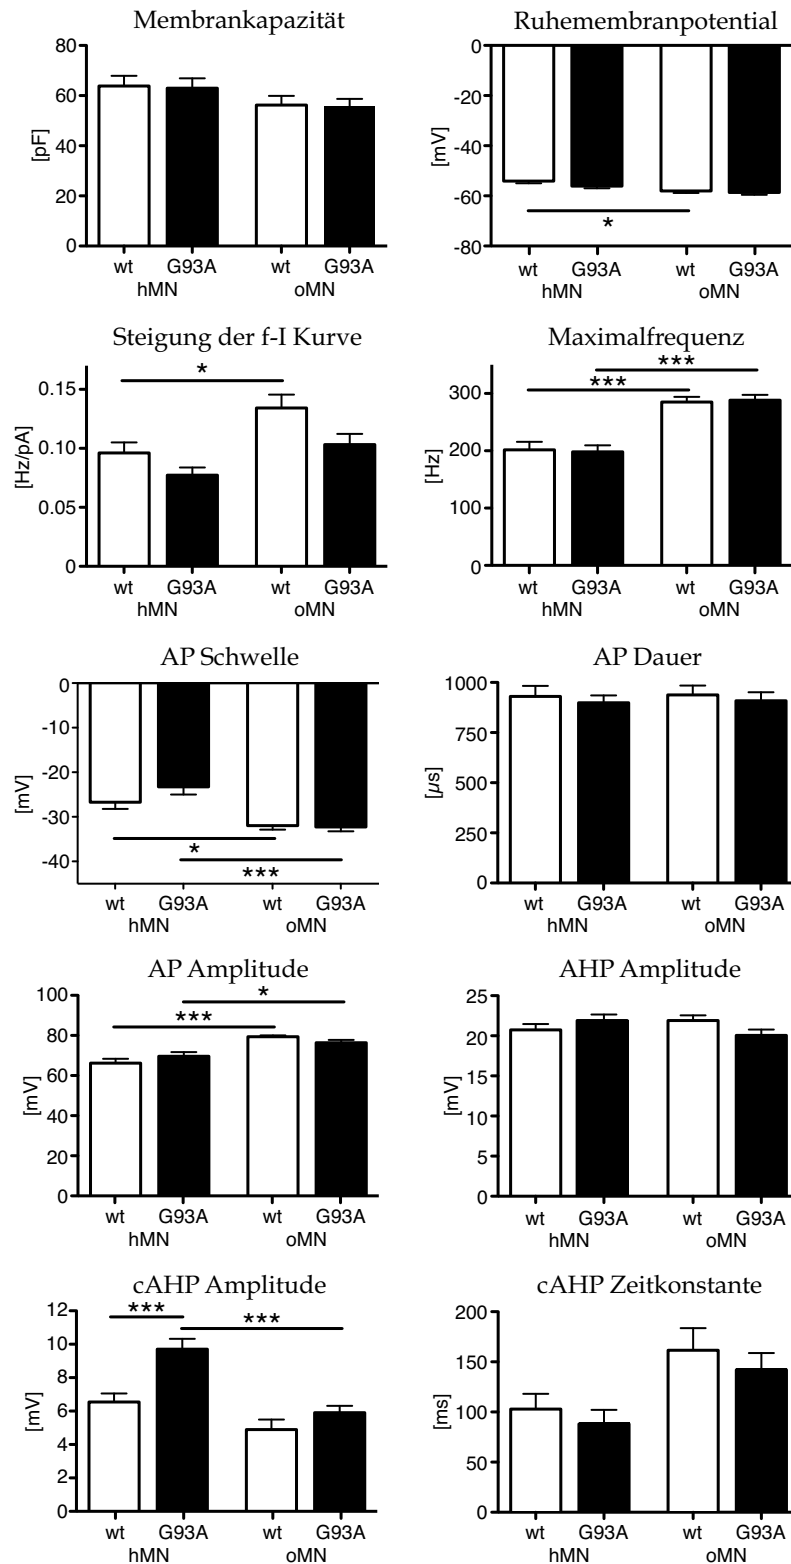 Membrankapazität
80
60
40
20
0
[pF]
wt G93A wt G93A
hMN oMN
Ruhemembranpotential
0
-20
-40
-60
-80
[mV]
*
wt G93A wt G93A
hMN oMN
Steigung der f-I Kurve
0.15
0.10
0.05
0
[Hz/pA]
*
wt G93A wt G93A
hMN oMN
Maximalfrequenz
300
200
100
0
[Hz]
***
***
wt G93A wt G93A
hMN oMN
AP Schwelle
0
-10
-20
-30
-40
[mV]
*
***
wt G93A wt G93A
hMN oMN
AP Dauer
1000
750
500
250
0
[µs]
wt G93A wt G93A
hMN oMN
AP Amplitude
100
80
60
40
20
0
[mV]
*
***
wt G93A wt G93A
hMN oMN
AHP Amplitude
25
20
15
10
5
0
[mV]
wt G93A wt G93A
hMN oMN
cAHP Amplitude
12
10
8
6
4
2
0
[mV]
*** ***
wt G93A wt G93A
hMN oMN
cAHP Zeitkonstante
200
150
100
50
0
[ms]
wt G93A wt G93A
hMN oMN